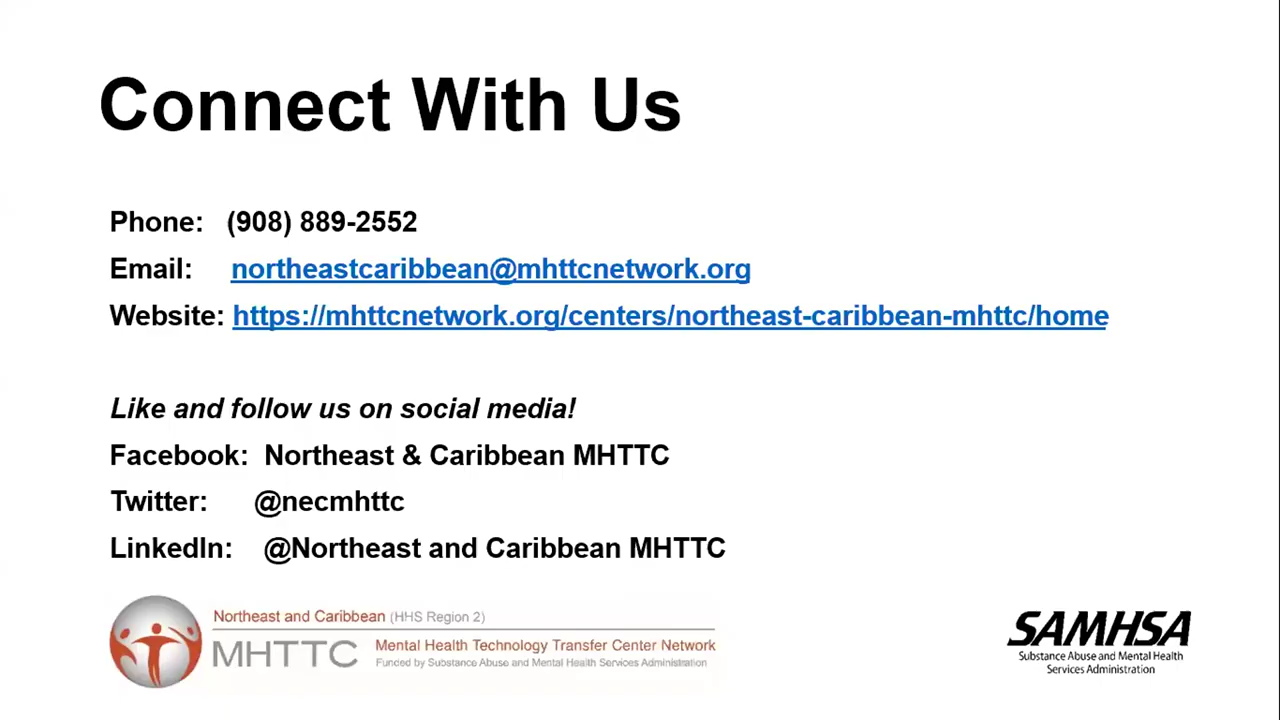 Connect With Us
Phone: (908) 889-2552
Email: northeastcaribbean@mhttcnetwork.org
Website: https://mhttcnetwork.org/centers/northeast-caribbean-mhttc/home
Like and follow us on social media!
Facebook: Northeast & Caribbean MHTTC
Twitter: @necmhttc
LinkedIn: @Northeast and Caribbean MHTTC
Northeast and Caribbean (HHS Region 2)
MHTTC
Mental Health Technology Transfer Center Network
Funded by Substance Abuse and Mental Health Services Administration
SAMHSA
Substance Abuse and Mental Health
Services Administration